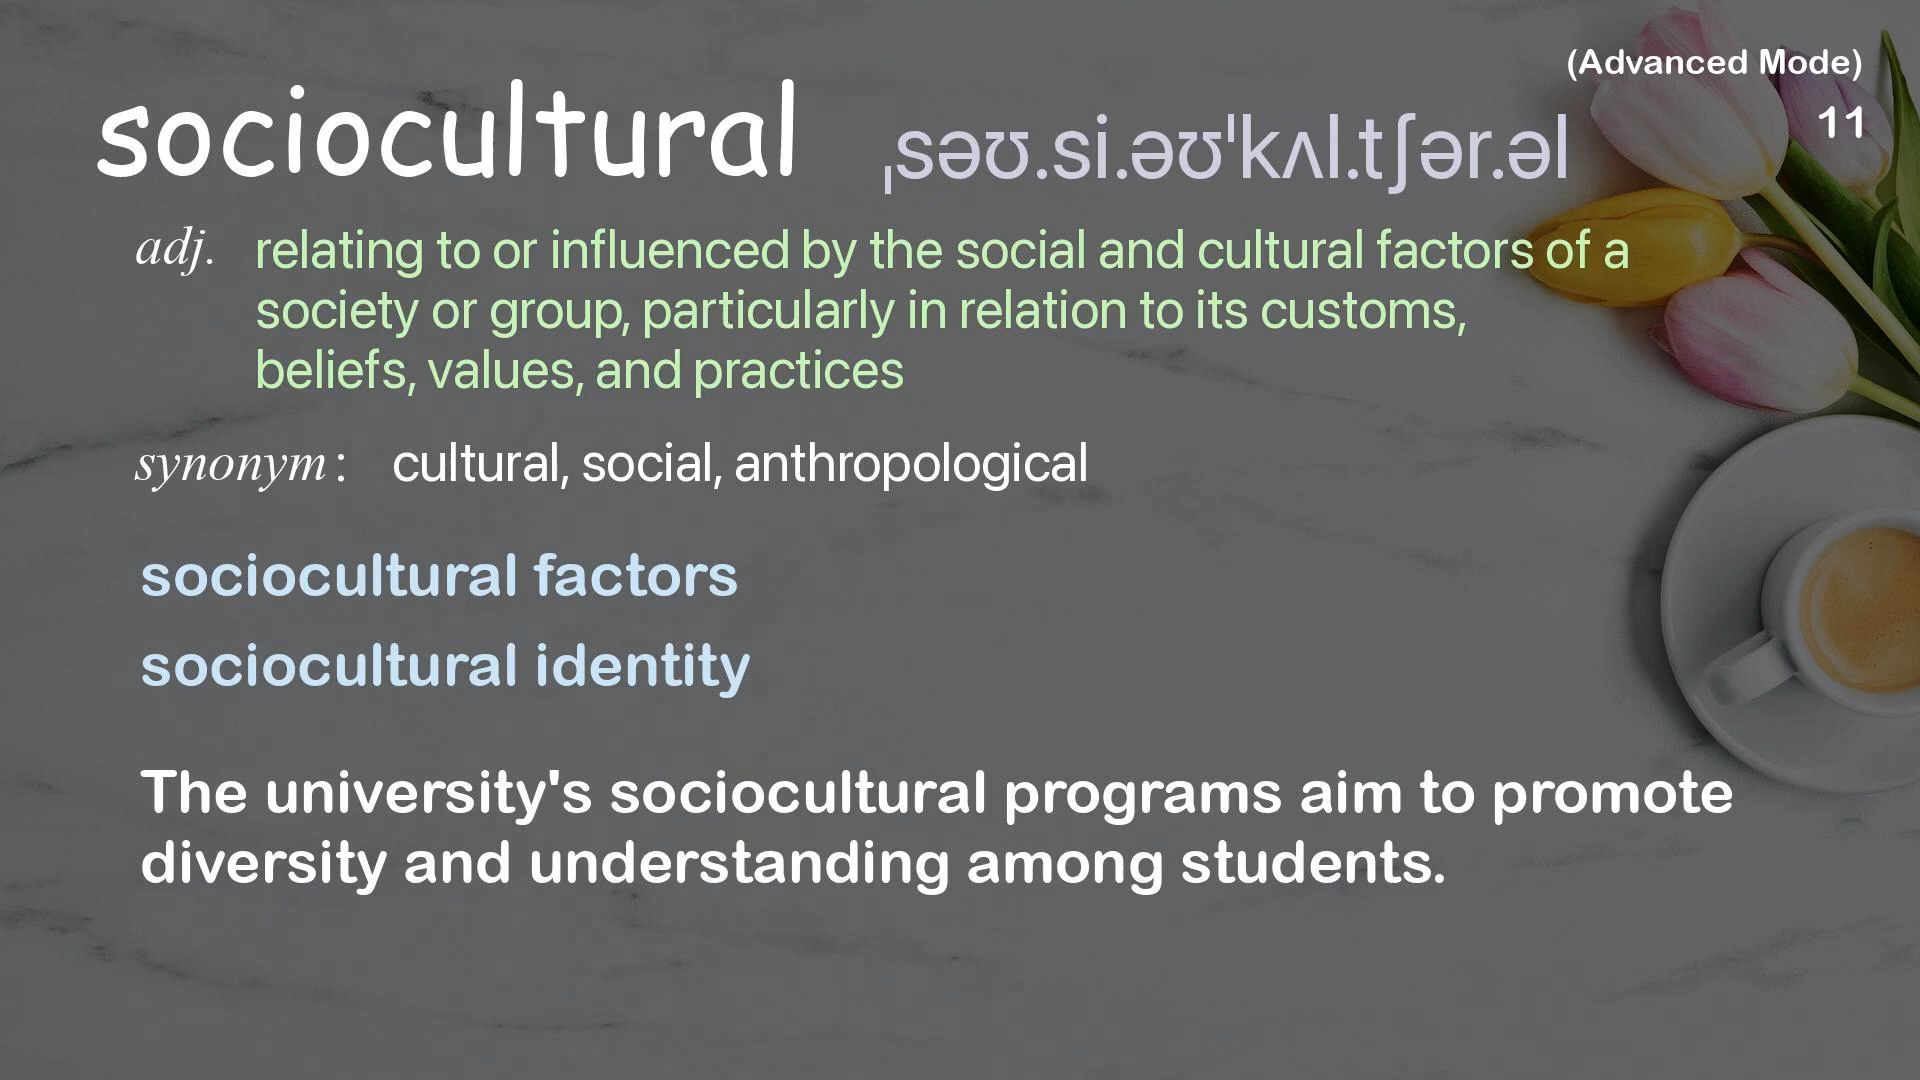 (Advanced Mode)
sociocultural ˌsəʊ.si.əʊˈkʌl.tʃər.əl
11
adj. relating to or influenced by the social and cultural factors of a
society or group, particularly in relation to its customs,
beliefs, values, and practices
synonym: cultural, social, anthropological
sociocultural factors
sociocultural identity
The university's sociocultural programs aim to promote
diversity and understanding among students.